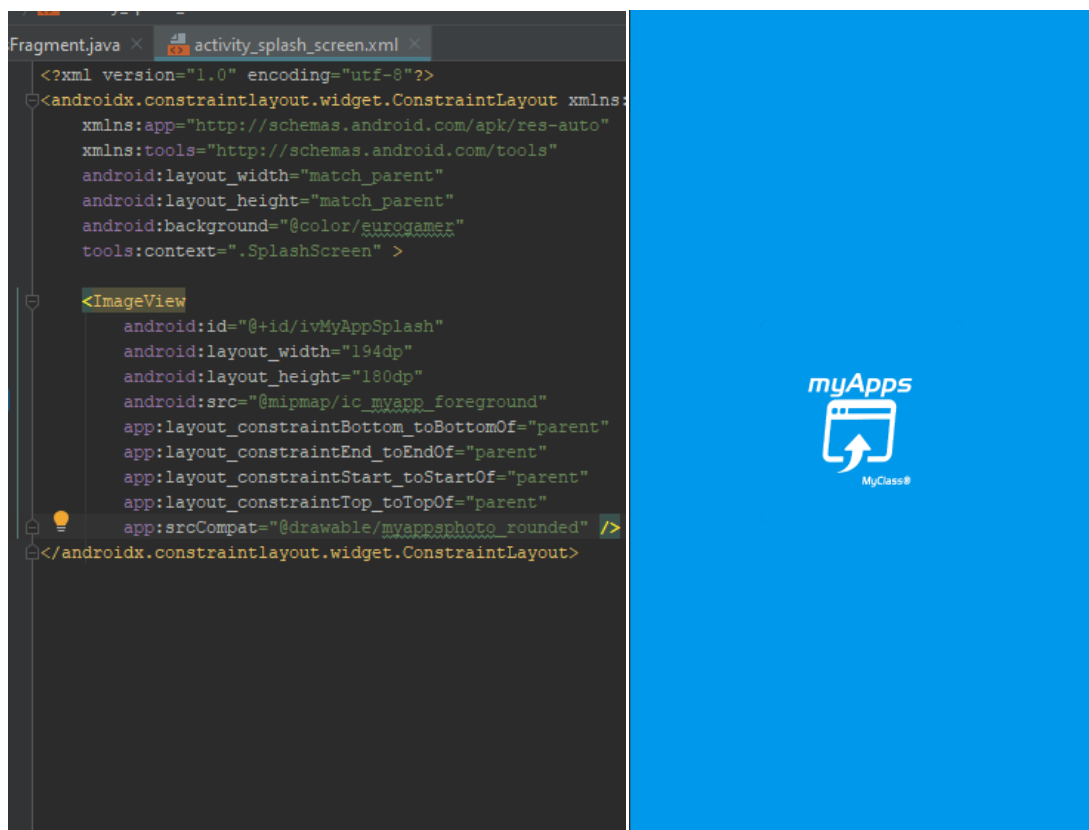 Fragment.java
activity_splash_screen.xml
<?xml version="1.0" encoding="utf-8"?>
<androidx.constraintlayout.widget.ConstraintLayout xmlns:
xmlns:app="http://schemas.android.com/apk/res-auto"
xmlns:tools="http://schemas.android.com/tools"
android:layout_width="match_parent"
android:layout_height="match_parent"
android:background="@color/eurogamer"
tools:context=".SplashScreen" >
<ImageView
android:id="@+id/ivMyAppSplash"
android:layout_width="194dp"
android:layout_height="180dp"
android:src="@mipmap/ic_myapp_foreground"
app:layout_constraintBottom_toBottomOf="parent"
app:layout_constraintEnd_toEndOf="parent"
app:layout_constraintStart_toStartOf="parent"
app:layout_constraintTop_toTopOf="parent"
app:srcCompat="@drawable/myappsphoto_rounded" />
</androidx.constraintlayout.widget.ConstraintLayout>
myApps
MyClass®